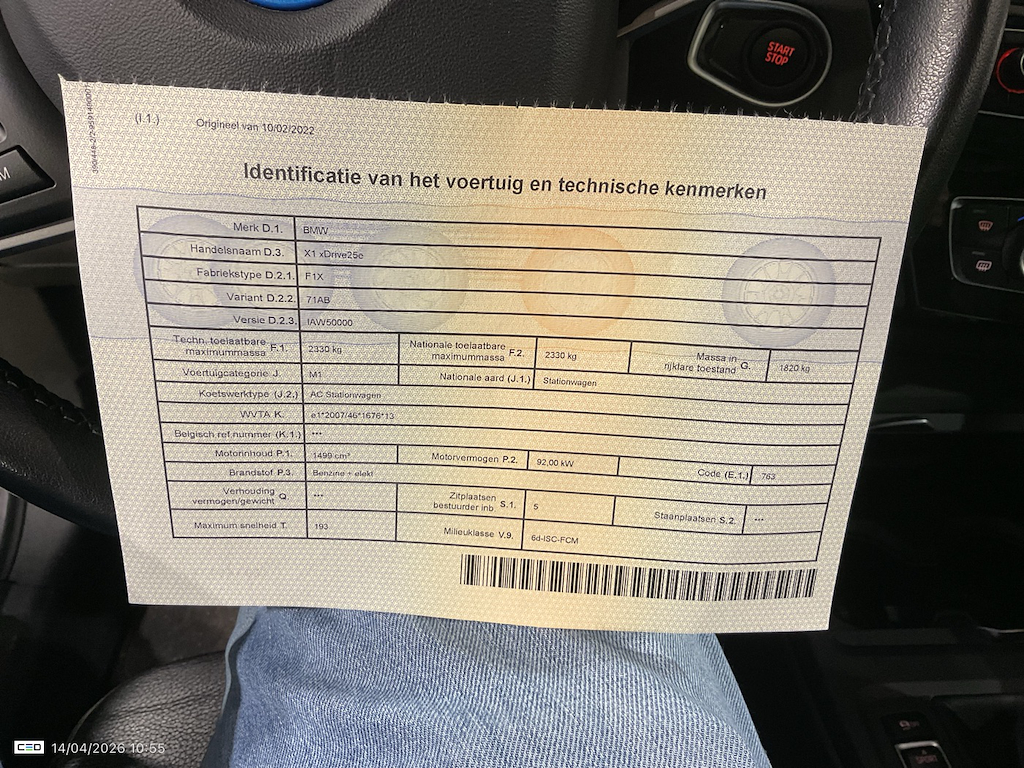 START
STOP
M
(I.1.) Origineel van 10/02/2022
Identificatie van het voertuig en technische kenmerken
Merk D.1. BMW
Handelsnaam D.3. X1 xDrive25e
Fabriekstype D.2.1. F1X
Variant D.2.2. 71AB
Versie D.2.3. IAW50000
Techn. toelaatbare maximummassa F.1. 2330 kg Nationale toelaatbare maximummassa F.2. 2330 kg Massa in rijklare toestand G. 1820 kg
Voertuigcategorie J. M1 Nationale aard (J.1.) Stationwagen
Koetswerktype (J.2.) AC Stationwagen
WVTA K. e1*2007/46*1676*13
Belgisch ref nummer (K.1.) ***
Motorinhoud P.1. 1499 cm³ Motorvermogen P.2. 92,00 kW Code (E.1.) 763
Brandstof P.3. Benzine + elekt
Verhouding vermogen/gewicht Q. *** Zitplaatsen bestuurder inb S.1. 5 Staanplaatsen S.2. ***
Maximum snelheid T. 193 Milieuklasse V.9. 6d-ISC-FCM
SPORT
CEO 14/04/2026 10:55